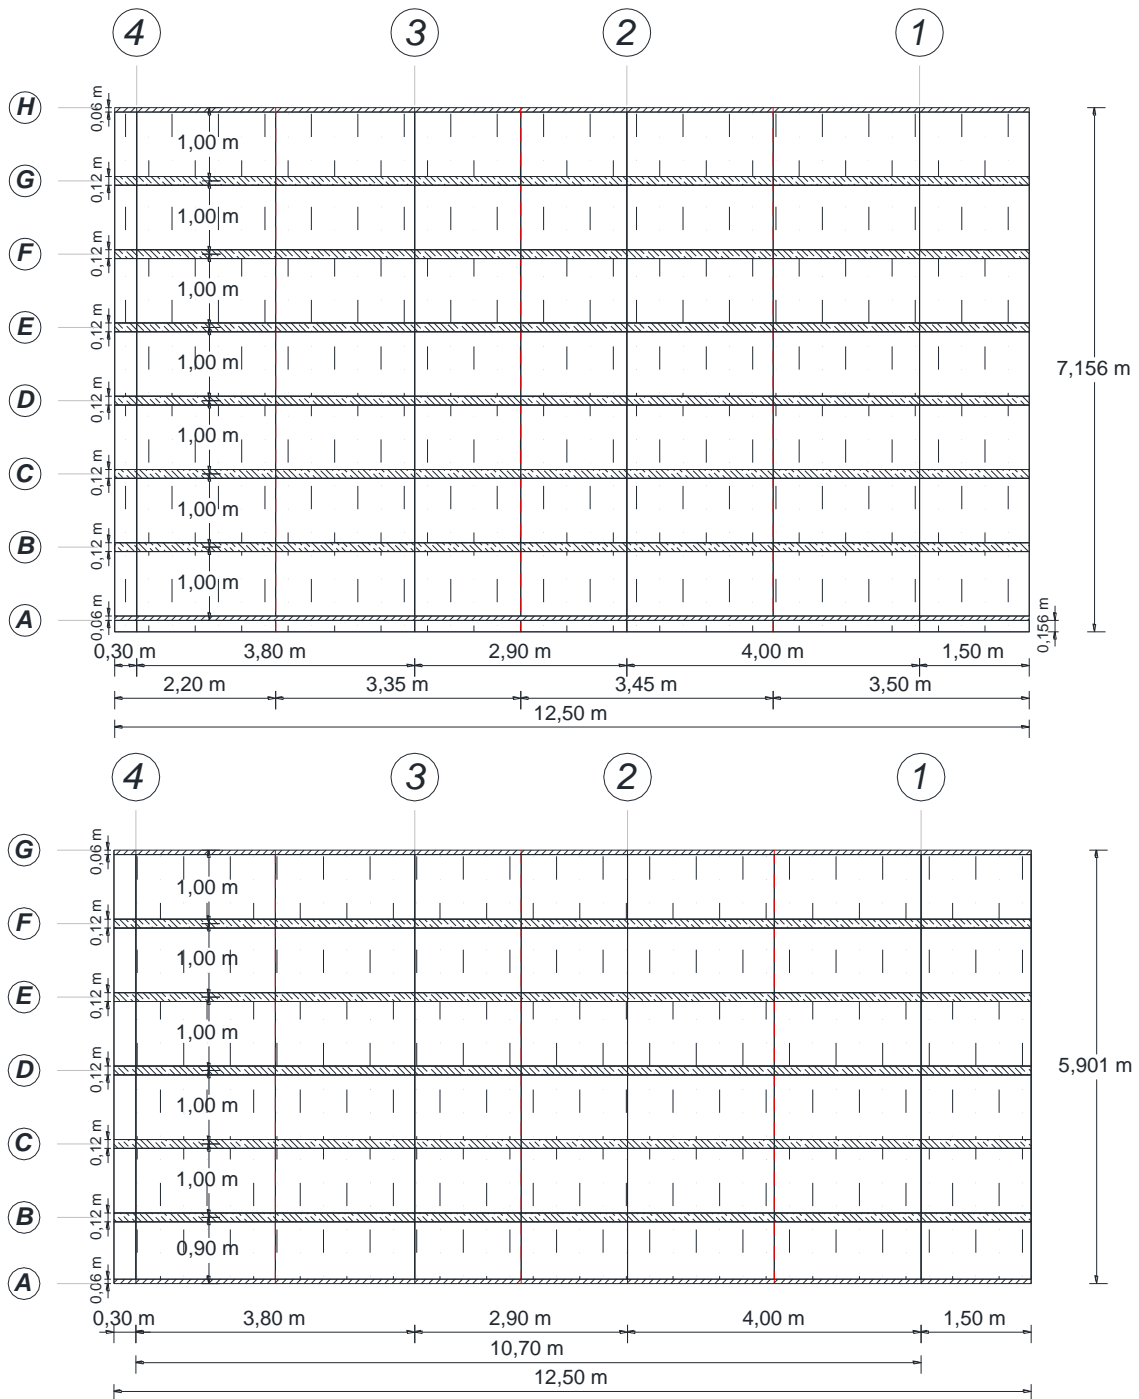 4 3 2 1
H 0,06 m
1,00 m
G 0,12 m
1,00 m
F 0,12 m
1,00 m
E 0,12 m
1,00 m
7,156 m
D 0,12 m
1,00 m
C 0,12 m
1,00 m
B 0,12 m
1,00 m
A 0,06 m 0,156 m
0,30 m 3,80 m 2,90 m 4,00 m 1,50 m
2,20 m 3,35 m 3,45 m 3,50 m
12,50 m
4 3 2 1
G 0,06 m
1,00 m
F 0,12 m
1,00 m
E 0,12 m
1,00 m
D 0,12 m 5,901 m
1,00 m
C 0,12 m
1,00 m
B 0,12 m
0,90 m
A 0,06 m
0,30 m 3,80 m 2,90 m 4,00 m 1,50 m
10,70 m
12,50 m